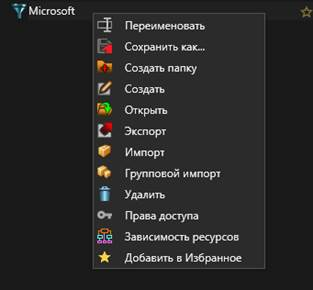 Microsoft
Переименовать
Сохранить как...
Создать папку
Создать
Открыть
Экспорт
Импорт
Групповой импорт
Удалить
Права доступа
Зависимость ресурсов
Добавить в Избранное